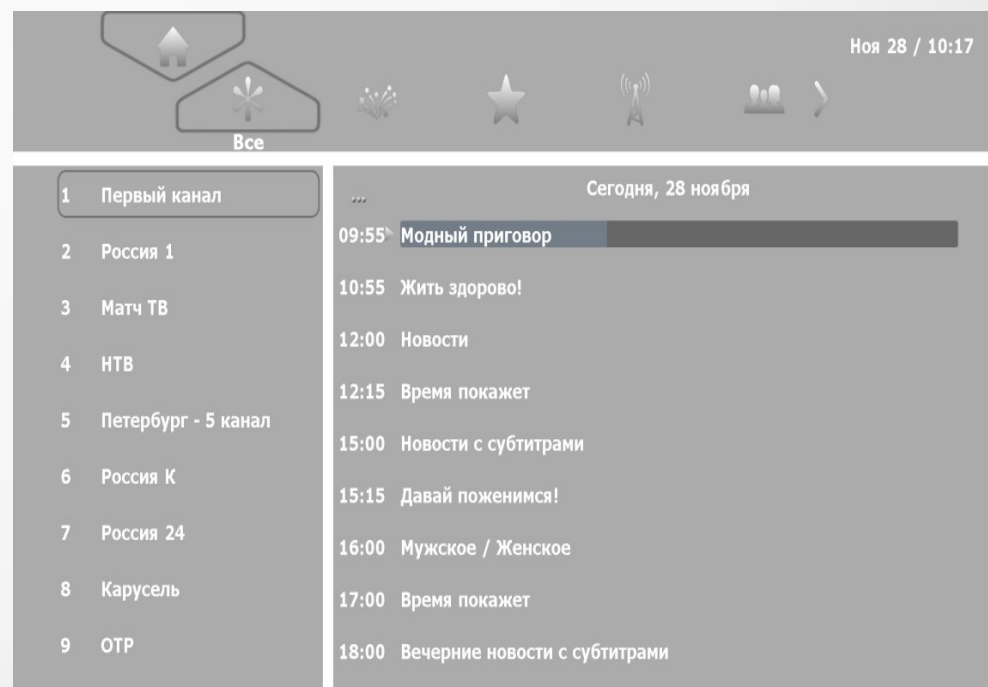 Ноя 28 / 10:17
Все
1 Первый канал
2 Россия 1
3 Матч ТВ
4 НТВ
5 Петербург - 5 канал
6 Россия К
7 Россия 24
8 Карусель
9 ОТР
... Сегодня, 28 ноября
09:55 Модный приговор
10:55 Жить здорово!
12:00 Новости
12:15 Время покажет
15:00 Новости с субтитрами
15:15 Давай поженимся!
16:00 Мужское / Женское
17:00 Время покажет
18:00 Вечерние новости с субтитрами